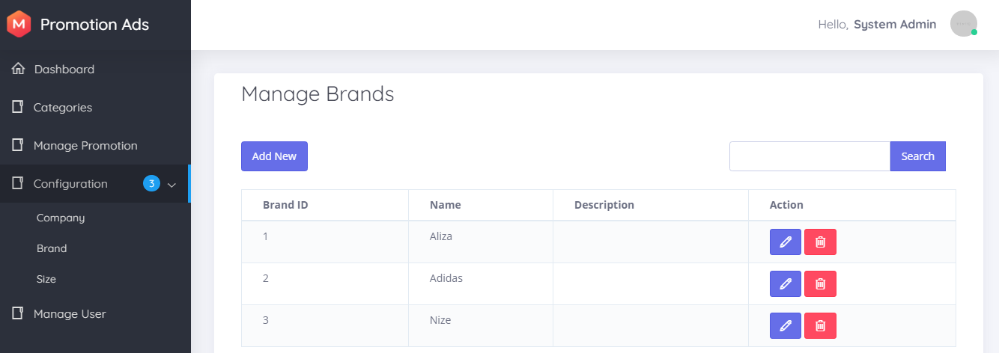 M Promotion Ads
Hello, System Admin
Dashboard
Categories
Manage Promotion
Configuration 3
Company
Brand
Size
Manage User
Manage Brands
Add New
Search
Brand ID Name Description Action
1 Aliza
2 Adidas
3 Nize